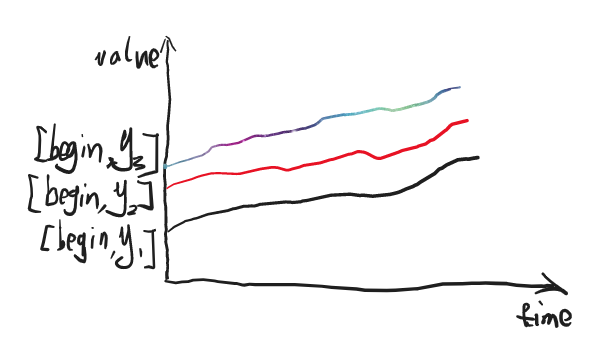 value
[begin, y₃]
[begin, y₂]
[begin, y₁]
time